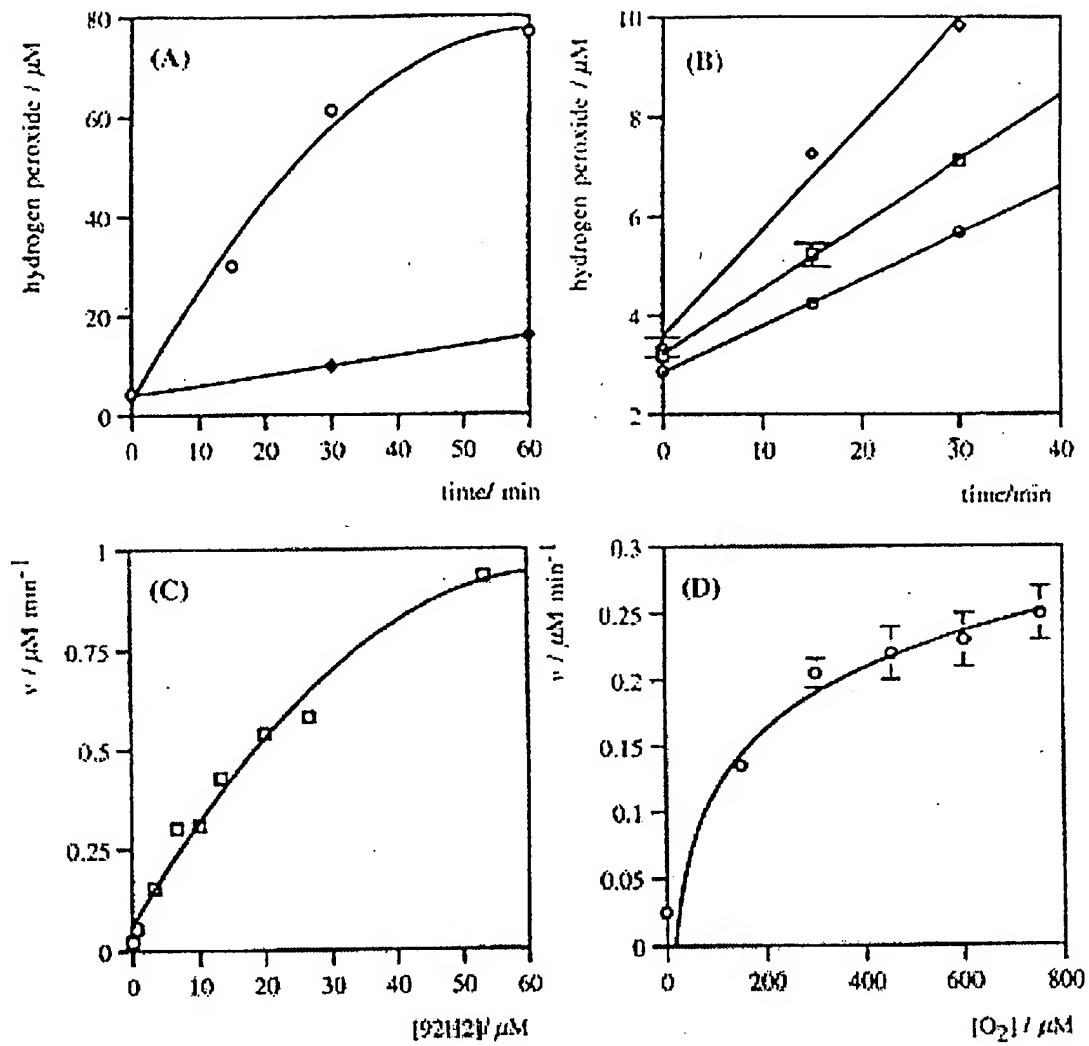 (A)
hydrogen peroxide / µM
80
60
40
20
0
0 10 20 30 40 50 60
time/ min
(B)
hydrogen peroxide / µM
10
8
6
4
2
0 10 20 30 40
time/min
(C)
v / µM min⁻¹
1
0.75
0.5
0.25
0
0 10 20 30 40 50 60
[92H2]/ µM
(D)
v / µM min⁻¹
0.3
0.25
0.2
0.15
0.1
0.05
0
0 200 400 600 800
[O₂] / µM